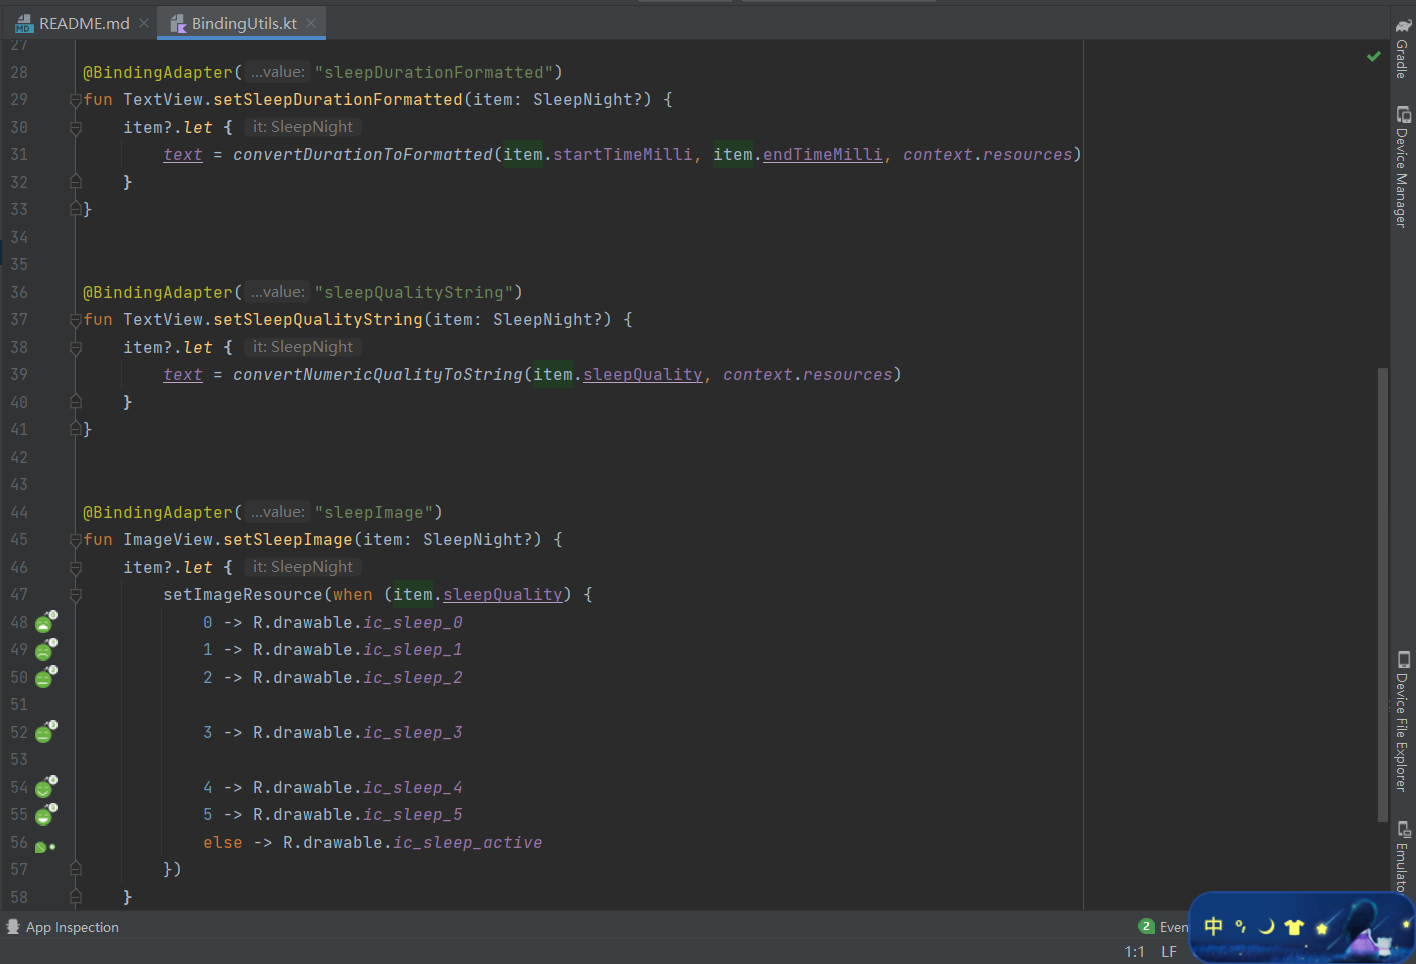 README.md
BindingUtils.kt
27
28 @BindingAdapter( ...value: "sleepDurationFormatted")
29 fun TextView.setSleepDurationFormatted(item: SleepNight?) {
30 item?.let { it: SleepNight
31 text = convertDurationToFormatted(item.startTimeMilli, item.endTimeMilli, context.resources)
32 }
33 }
34
35
36 @BindingAdapter( ...value: "sleepQualityString")
37 fun TextView.setSleepQualityString(item: SleepNight?) {
38 item?.let { it: SleepNight
39 text = convertNumericQualityToString(item.sleepQuality, context.resources)
40 }
41 }
42
43
44 @BindingAdapter( ...value: "sleepImage")
45 fun ImageView.setSleepImage(item: SleepNight?) {
46 item?.let { it: SleepNight
47 setImageResource(when (item.sleepQuality) {
48 0 -> R.drawable.ic_sleep_0
49 1 -> R.drawable.ic_sleep_1
50 2 -> R.drawable.ic_sleep_2
51
52 3 -> R.drawable.ic_sleep_3
53
54 4 -> R.drawable.ic_sleep_4
55 5 -> R.drawable.ic_sleep_5
56 else -> R.drawable.ic_sleep_active
57 })
58 }
Gradle
Device Manager
Device File Explorer
Emulato
App Inspection
2 Even
1:1 LF
MD
中